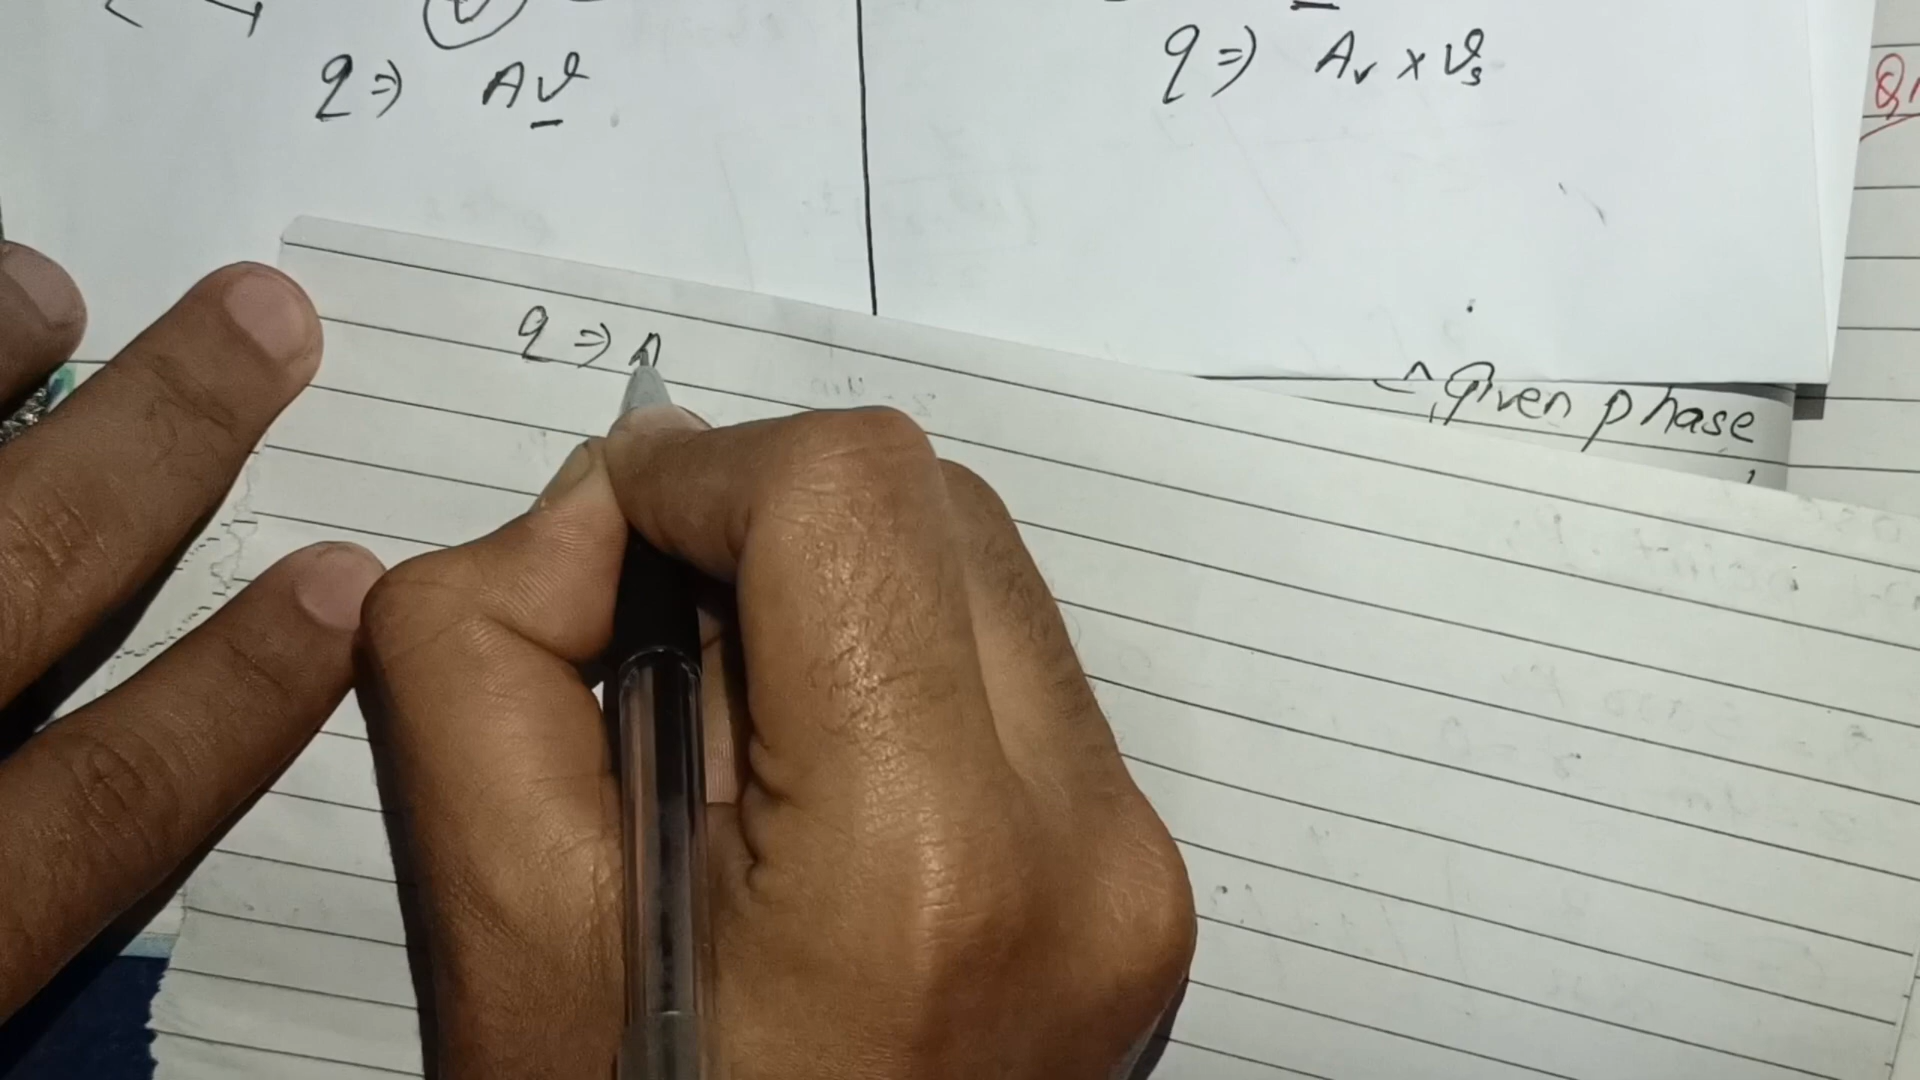 q ⇒ Av
q ⇒ Av × vs
q ⇒ A
Given phase